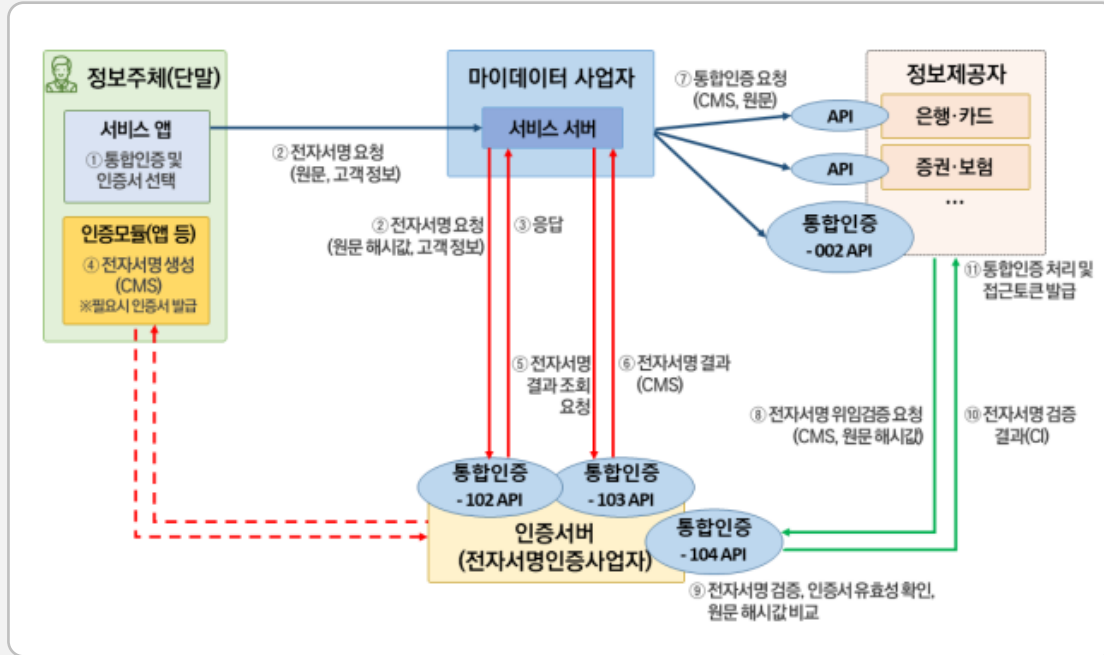 정보주체(단말)
서비스 앱
① 통합인증 및
인증서 선택
인증모듈(앱 등)
④ 전자서명 생성
(CMS)
※필요시 인증서 발급
② 전자서명 요청
(원문, 고객 정보)
마이데이터 사업자
서비스 서버
② 전자서명 요청
(원문 해시값, 고객 정보)
③ 응답
⑤ 전자서명
결과 조회
요청
⑥ 전자서명 결과
(CMS)
⑦ 통합인증 요청
(CMS, 원문)
API
API
통합인증
- 002 API
정보제공자
은행·카드
증권·보험
...
⑪ 통합인증 처리 및
접근토큰 발급
⑧ 전자서명 위임검증 요청
(CMS, 원문 해시값)
⑩ 전자서명 검증
결과(CI)
통합인증
- 102 API
통합인증
- 103 API
인증서버
(전자서명인증사업자)
통합인증
- 104 API
⑨ 전자서명 검증, 인증서 유효성 확인,
원문 해시값 비교